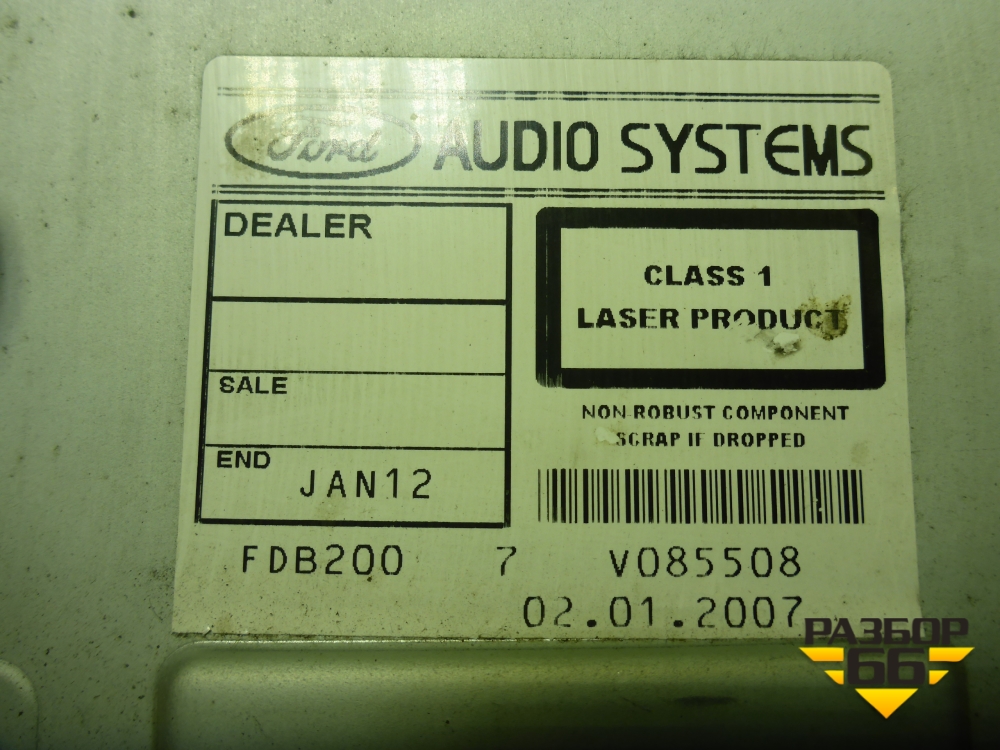 Ford AUDIO SYSTEMS
DEALER
SALE
END
JAN12
CLASS 1
LASER PRODUCT
NON ROBUST COMPONENT
SCRAP IF DROPPED
FDB200 7 V085508
02.01.2007
РАЗБОР
66